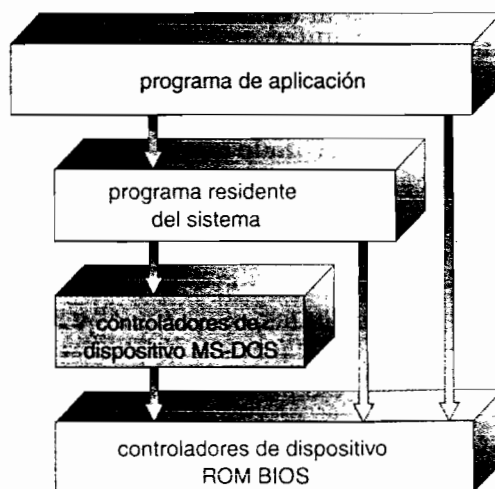 programa de aplicación
programa residente
del sistema
controladores de
dispositivo MS-DOS
controladores de dispositivo
ROM BIOS